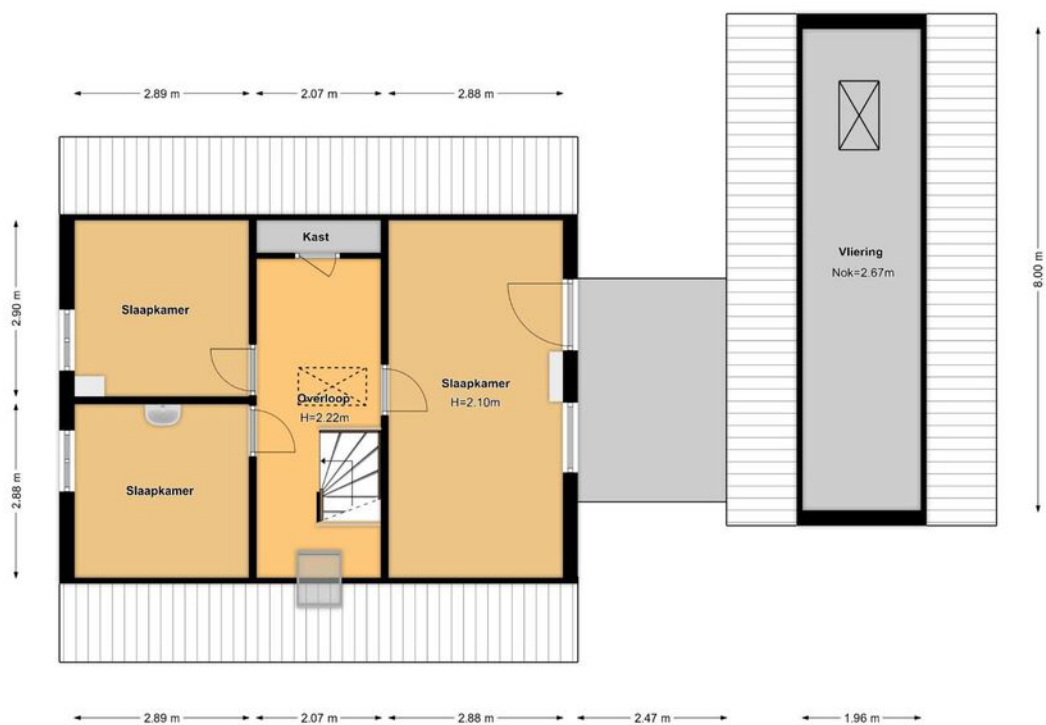 2.89 m
2.07 m
2.88 m
Kast
Vliering
Nok=2.67m
8.00 m
2.90 m
Slaapkamer
Slaapkamer
H=2.10m
Overloop
H=2.22m
2.88 m
Slaapkamer
2.89 m
2.07 m
2.88 m
2.47 m
1.96 m